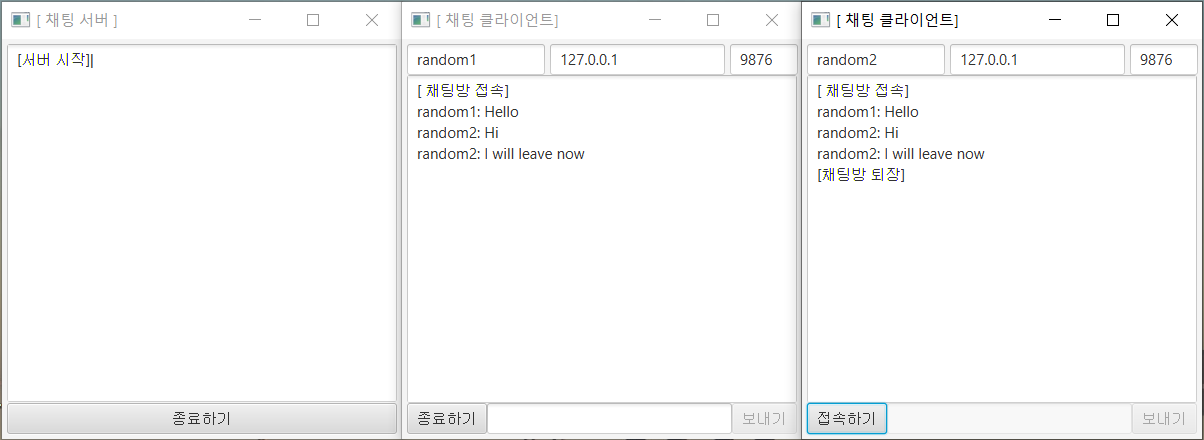 [ 채팅 서버 ]
[서버 시작]
종료하기
[ 채팅 클라이언트]
random1 127.0.0.1 9876
[ 채팅방 접속]
random1: Hello
random2: Hi
random2: I will leave now
종료하기 보내기
[ 채팅 클라이언트]
random2 127.0.0.1 9876
[ 채팅방 접속]
random1: Hello
random2: Hi
random2: I will leave now
[채팅방 퇴장]
접속하기 보내기